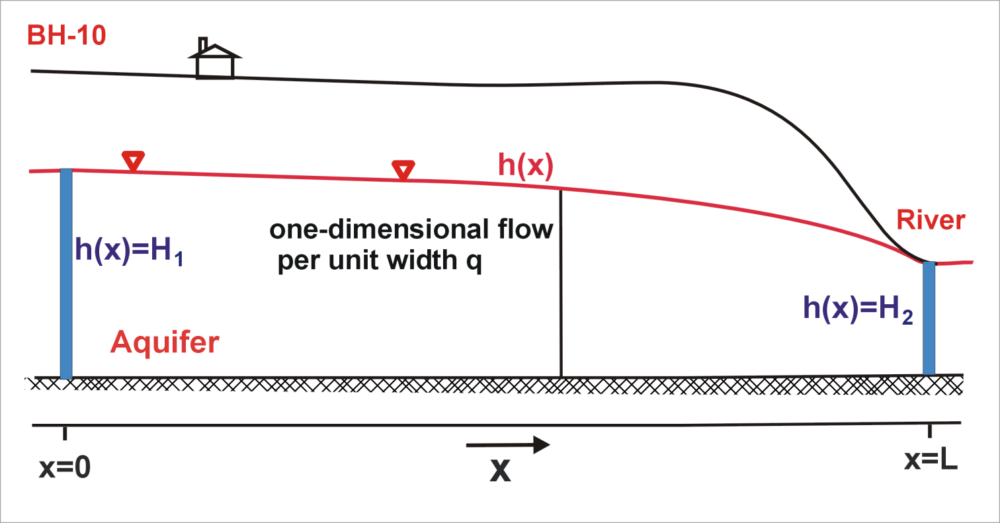 BH-10
h(x)
one-dimensional flow
per unit width q
River
h(x)=H₁
h(x)=H₂
Aquifer
x=0
x
x=L